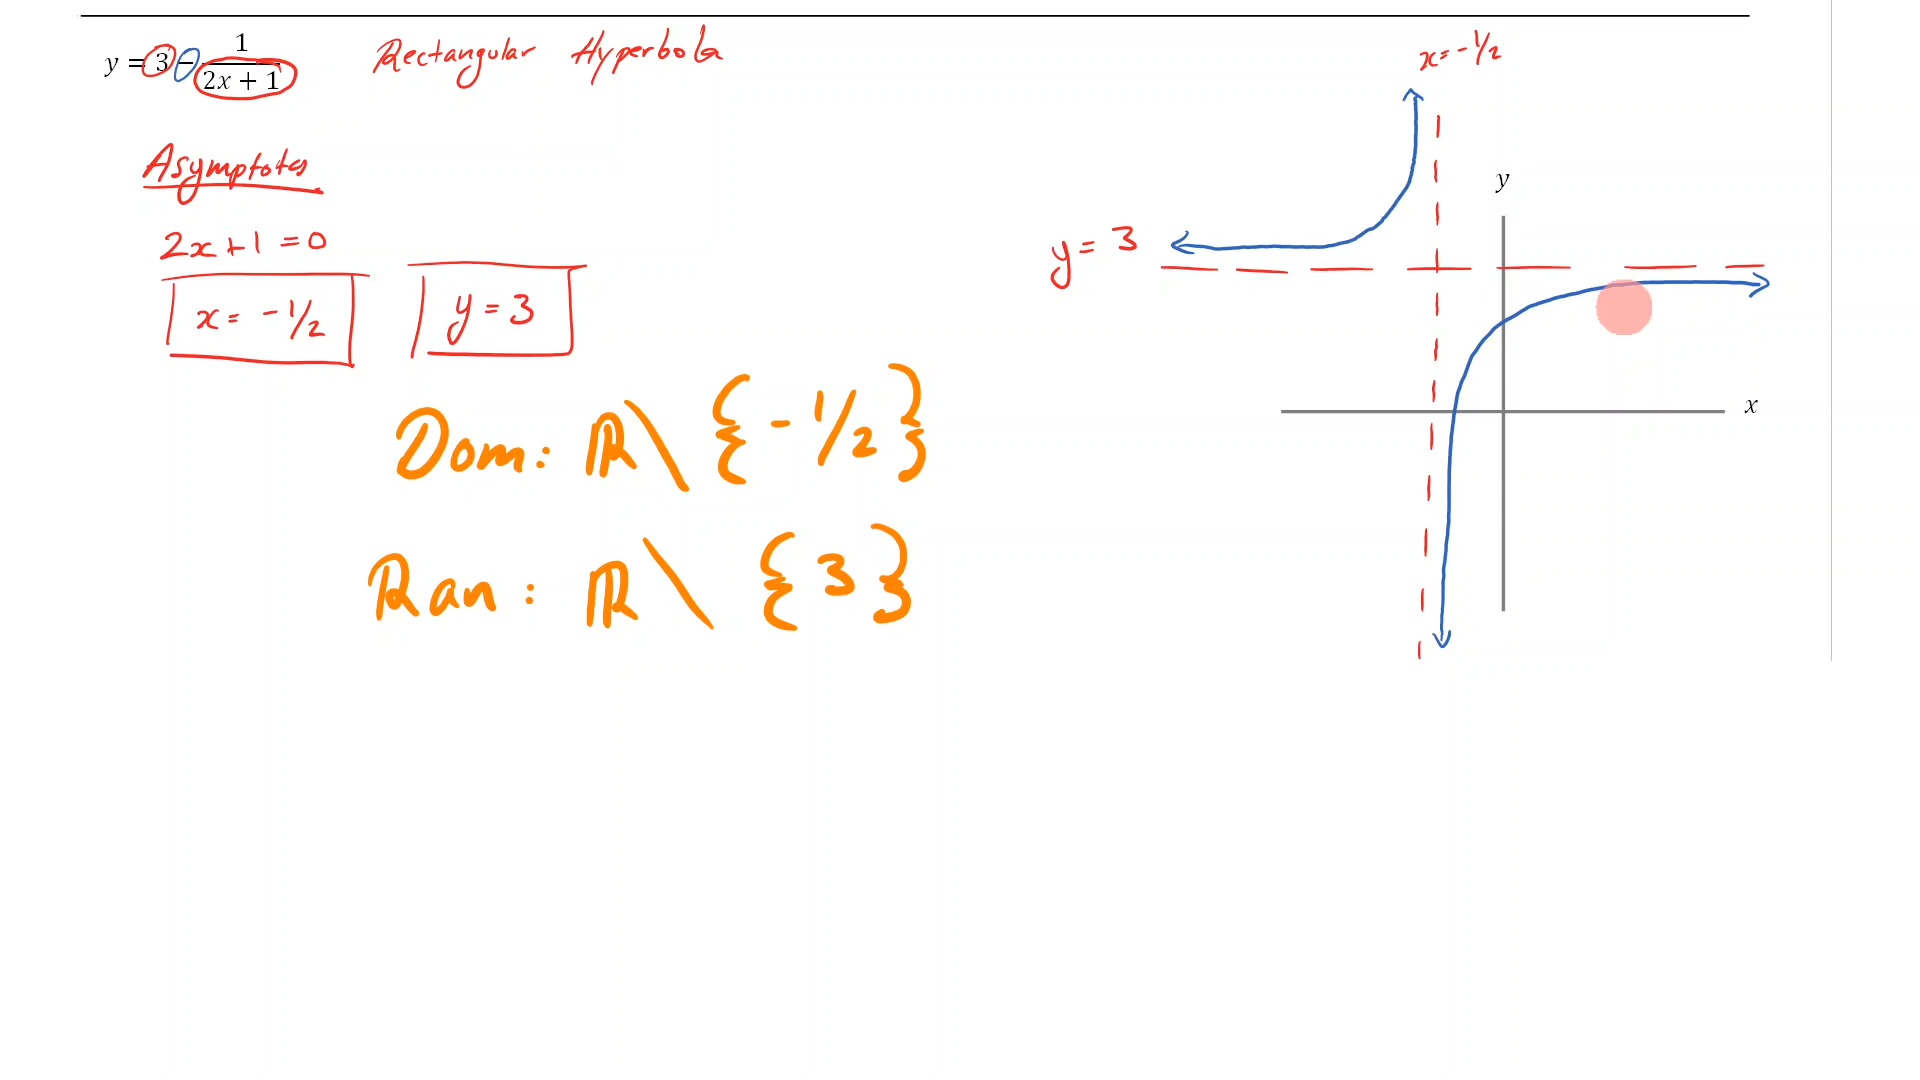 y = 3 - 1/(2x + 1)
Rectangular Hyperbola
Asymptotes
2x+1 = 0
x = -1/2
y = 3
Dom: ℝ\{-1/2}
Ran: ℝ\{3}
x = -1/2
y
y = 3
x